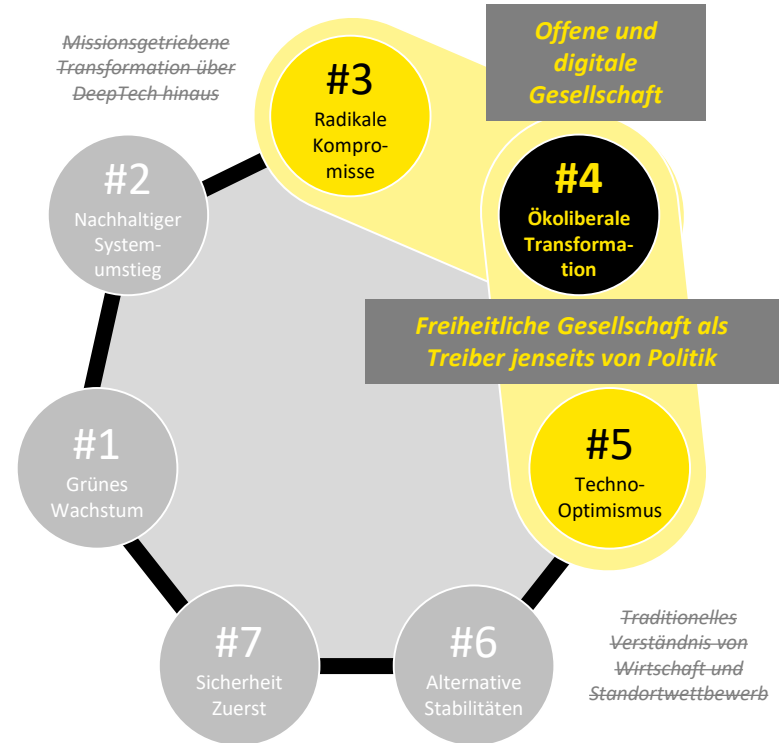 Missionsgetriebene
Transformation über
DeepTech hinaus
Offene und
digitale
Gesellschaft
#3
Radikale
Kompro-
misse
#4
Ökoliberale
Transforma-
tion
#2
Nachhaltiger
System-
umstieg
Freiheitliche Gesellschaft als
Treiber jenseits von Politik
#1
Grünes
Wachstum
#5
Techno-
Optimismus
#7
Sicherheit
Zuerst
#6
Alternative
Stabilitäten
Traditionelles
Verständnis von
Wirtschaft und
Standortwettbewerb